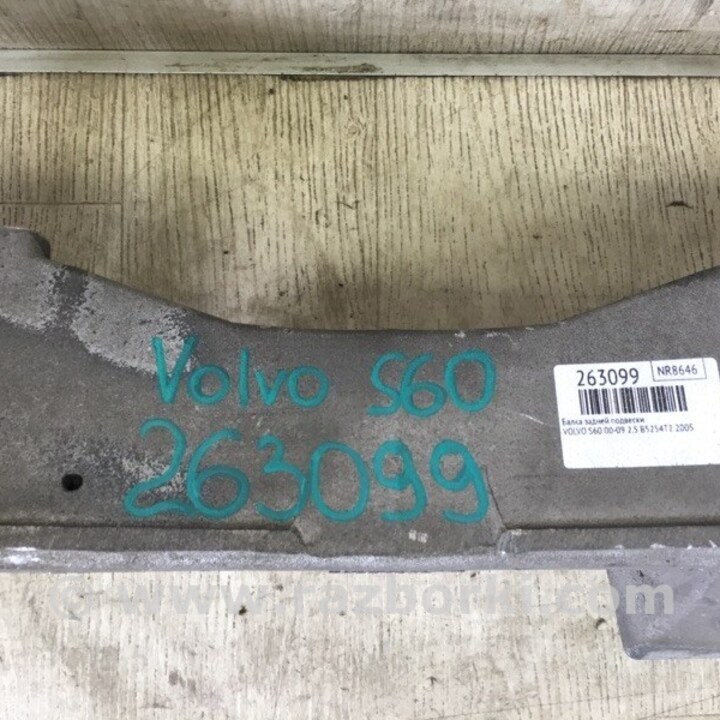 Volvo S60
263099
263099
NR8646
Балка задней подвески
VOLVO S60 00-09 2.5 B5254T2 2005
© www.razborki.com